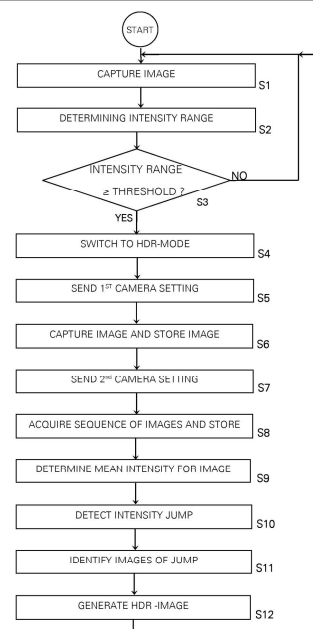 START
CAPTURE IMAGE
S1
DETERMINING INTENSITY RANGE
S2
INTENSITY RANGE
NO
≥ THRESHOLD ?
S3
YES
SWITCH TO HDR-MODE
S4
SEND 1ST CAMERA SETTING
S5
CAPTURE IMAGE AND STORE IMAGE
S6
SEND 2nd CAMERA SETTING
S7
ACQUIRE SEQUENCE OF IMAGES AND STORE
S8
DETERMINE MEAN INTENSITY FOR IMAGE
S9
DETECT INTENSITY JUMP
S10
IDENTIFY IMAGES OF JUMP
S11
GENERATE HDR -IMAGE
S12